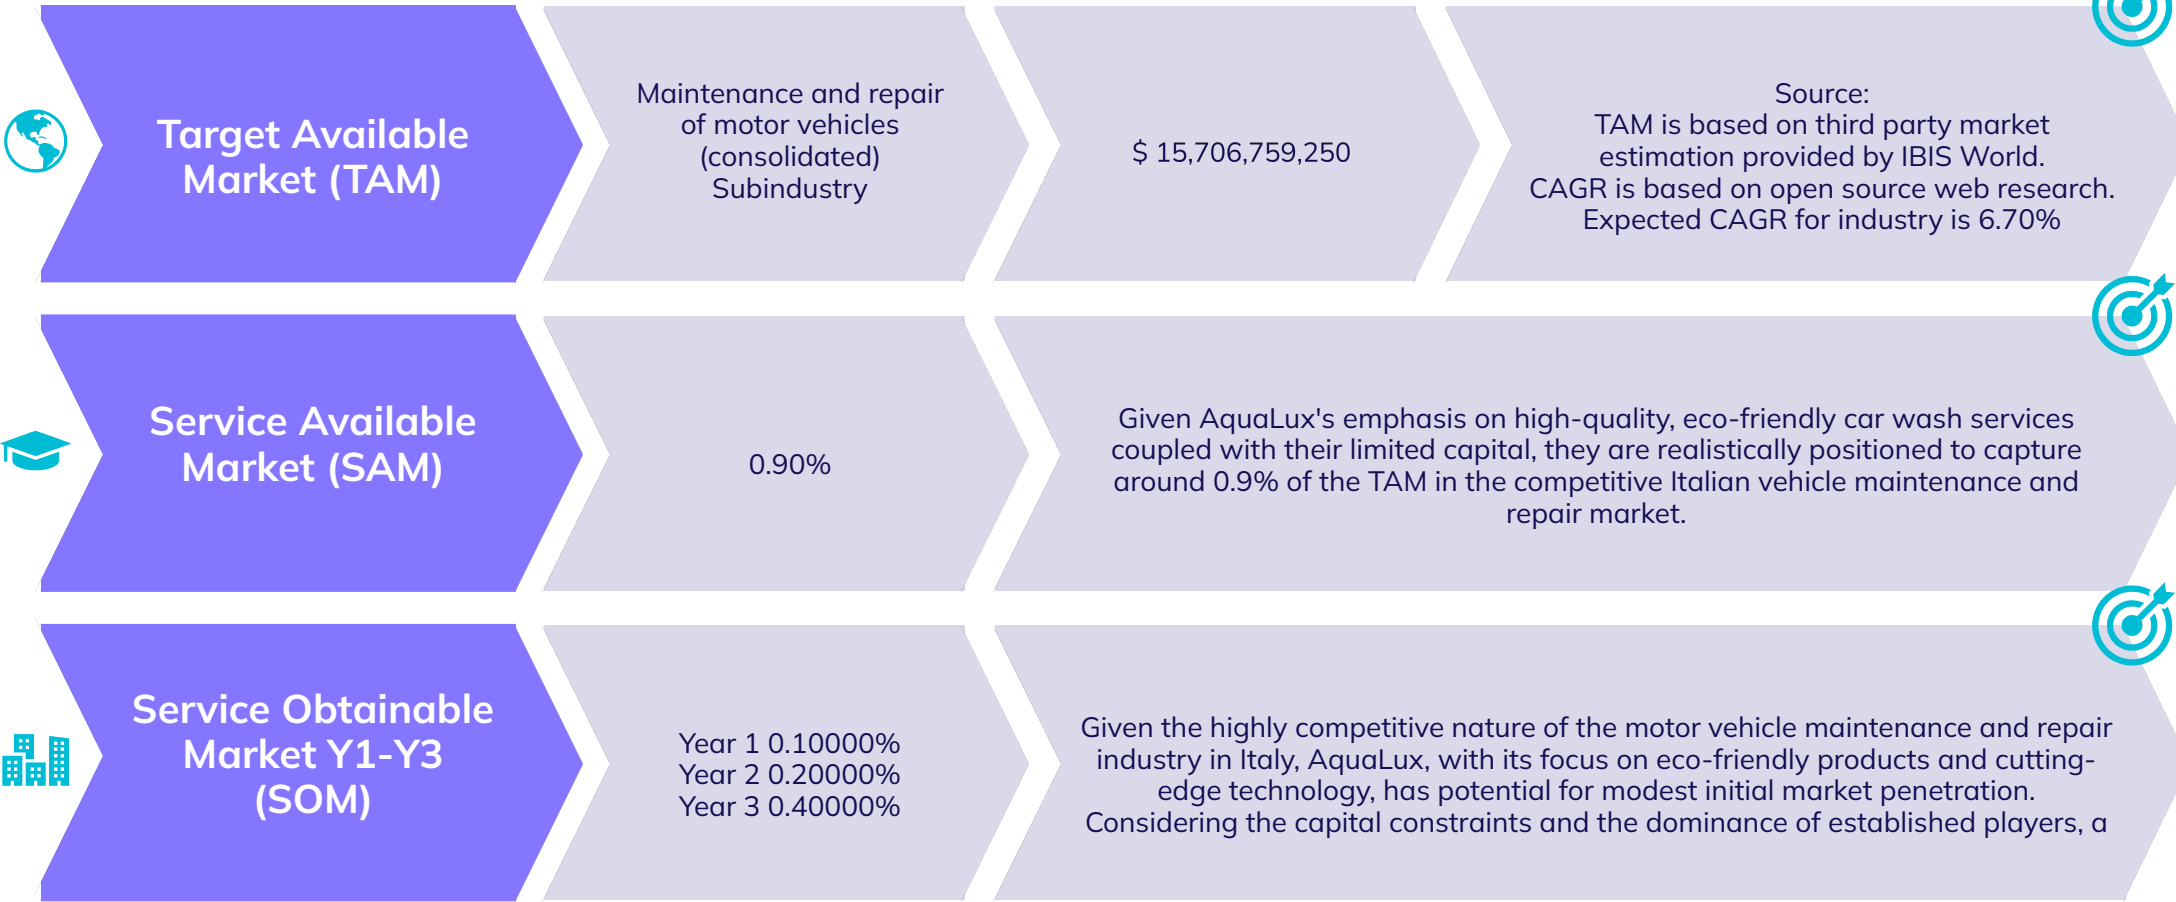 Target Available
Market (TAM)
Maintenance and repair
of motor vehicles
(consolidated)
Subindustry
$ 15,706,759,250
Source:
TAM is based on third party market
estimation provided by IBIS World.
CAGR is based on open source web research.
Expected CAGR for industry is 6.70%
Service Available
Market (SAM)
0.90%
Given AquaLux's emphasis on high-quality, eco-friendly car wash services
coupled with their limited capital, they are realistically positioned to capture
around 0.9% of the TAM in the competitive Italian vehicle maintenance and
repair market.
Service Obtainable
Market Y1-Y3
(SOM)
Year 1 0.10000%
Year 2 0.20000%
Year 3 0.40000%
Given the highly competitive nature of the motor vehicle maintenance and repair
industry in Italy, AquaLux, with its focus on eco-friendly products and cutting-
edge technology, has potential for modest initial market penetration.
Considering the capital constraints and the dominance of established players, a